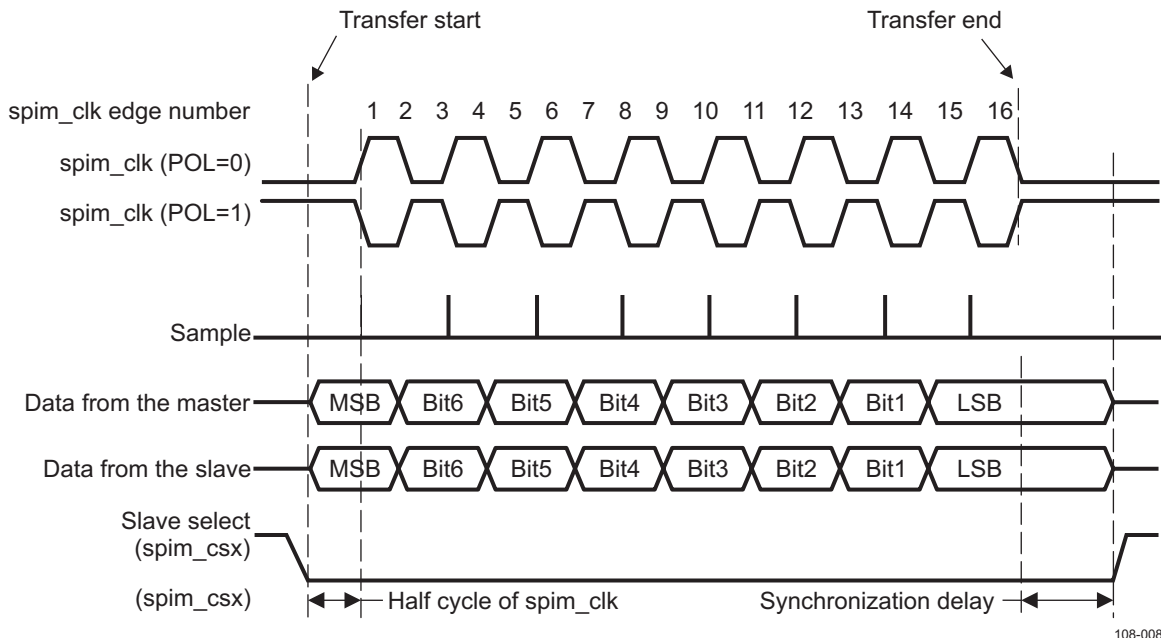 Transfer start
Transfer end
spim_clk edge number
1 2 3 4 5 6 7 8 9 10 11 12 13 14 15 16
spim_clk (POL=0)
spim_clk (POL=1)
Sample
Data from the master
MSB Bit6 Bit5 Bit4 Bit3 Bit2 Bit1 LSB
Data from the slave
MSB Bit6 Bit5 Bit4 Bit3 Bit2 Bit1 LSB
Slave select
(spim_csx)
(spim_csx)
Half cycle of spim_clk
Synchronization delay
108-008